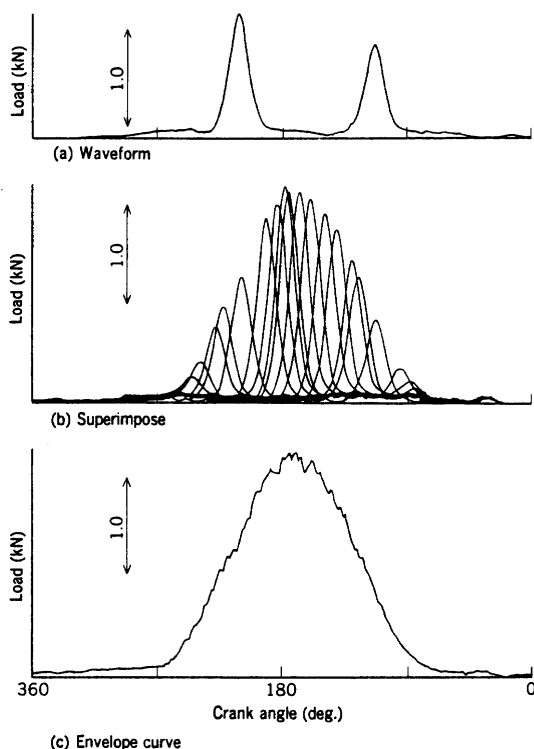 Load (kN)
1.0
(a) Waveform
Load (kN)
1.0
(b) Superimpose
Load (kN)
1.0
360 180 0
Crank angle (deg.)
(c) Envelope curve